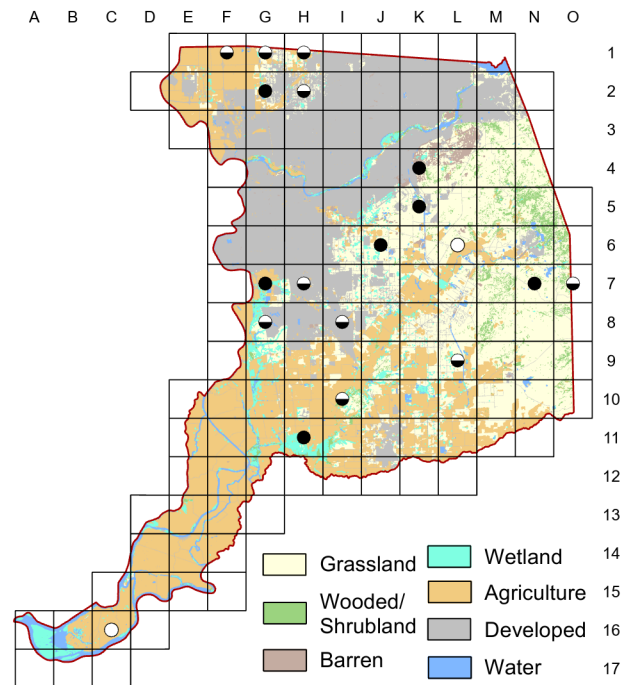 A B C D E F G H I J K L M N O
1
2
3
4
5
6
7
8
9
10
11
12
13
14
15
16
17
Grassland
Wooded/
Shrubland
Barren
Wetland
Agriculture
Developed
Water